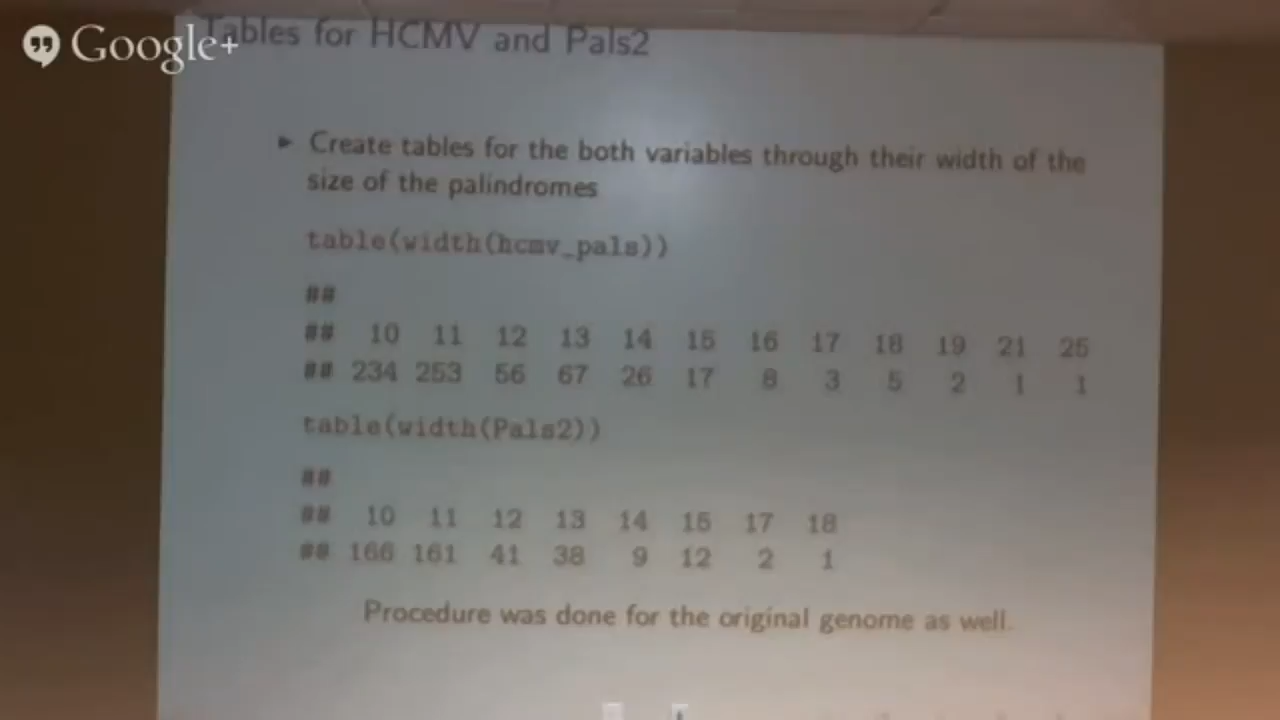 Google+
Tables for HCMV and Pals2
► Create tables for the both variables through their width of the
size of the palindromes
table(width(hcmv_pals))
##
## 10 11 12 13 14 15 16 17 18 19 21 25
## 234 253 56 67 26 17 8 3 5 2 1 1
table(width(Pals2))
##
## 10 11 12 13 14 15 17 18
## 166 161 41 38 9 12 2 1
Procedure was done for the original genome as well.